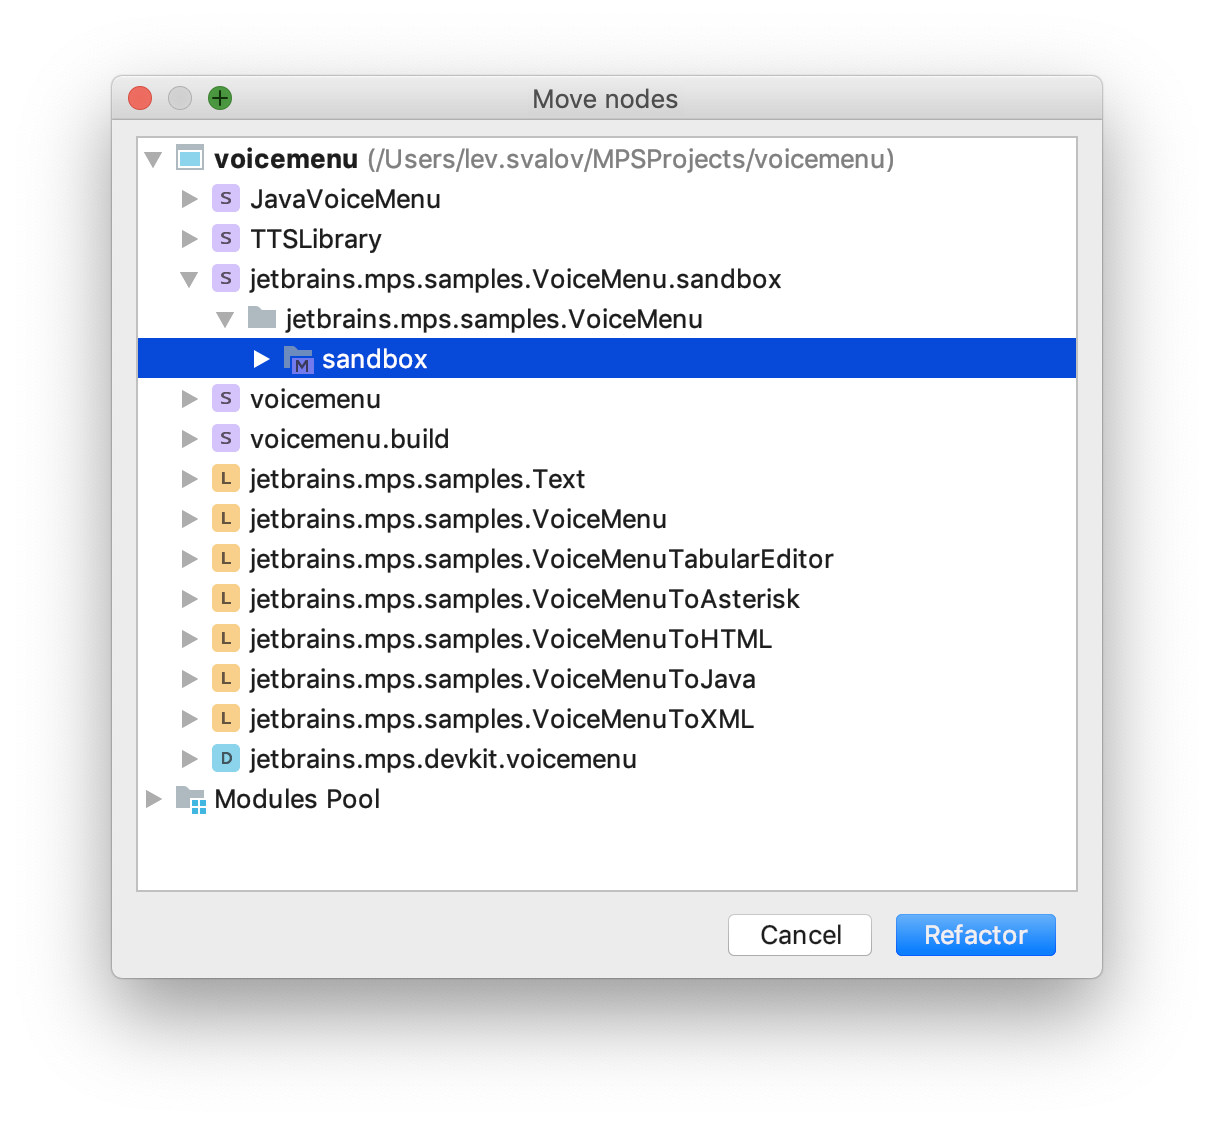 Move nodes
voicemenu (/Users/lev.svalov/MPSProjects/voicemenu)
S JavaVoiceMenu
S TTSLibrary
S jetbrains.mps.samples.VoiceMenu.sandbox
jetbrains.mps.samples.VoiceMenu
M sandbox
S voicemenu
S voicemenu.build
L jetbrains.mps.samples.Text
L jetbrains.mps.samples.VoiceMenu
L jetbrains.mps.samples.VoiceMenuTabularEditor
L jetbrains.mps.samples.VoiceMenuToAsterisk
L jetbrains.mps.samples.VoiceMenuToHTML
L jetbrains.mps.samples.VoiceMenuToJava
L jetbrains.mps.samples.VoiceMenuToXML
D jetbrains.mps.devkit.voicemenu
Modules Pool
Cancel Refactor